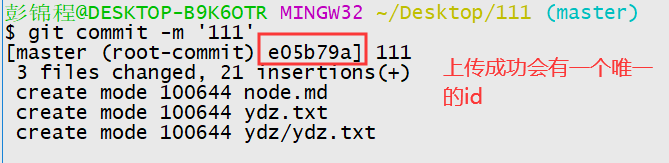 彭锦程@DESKTOP-B9K6OTR MINGW32 ~/Desktop/111 (master)
$ git commit -m '111'
[master (root-commit) e05b79a] 111
 3 files changed, 21 insertions(+)
 create mode 100644 node.md
 create mode 100644 ydz.txt
 create mode 100644 ydz/ydz.txt
上传成功会有一个唯一
的id